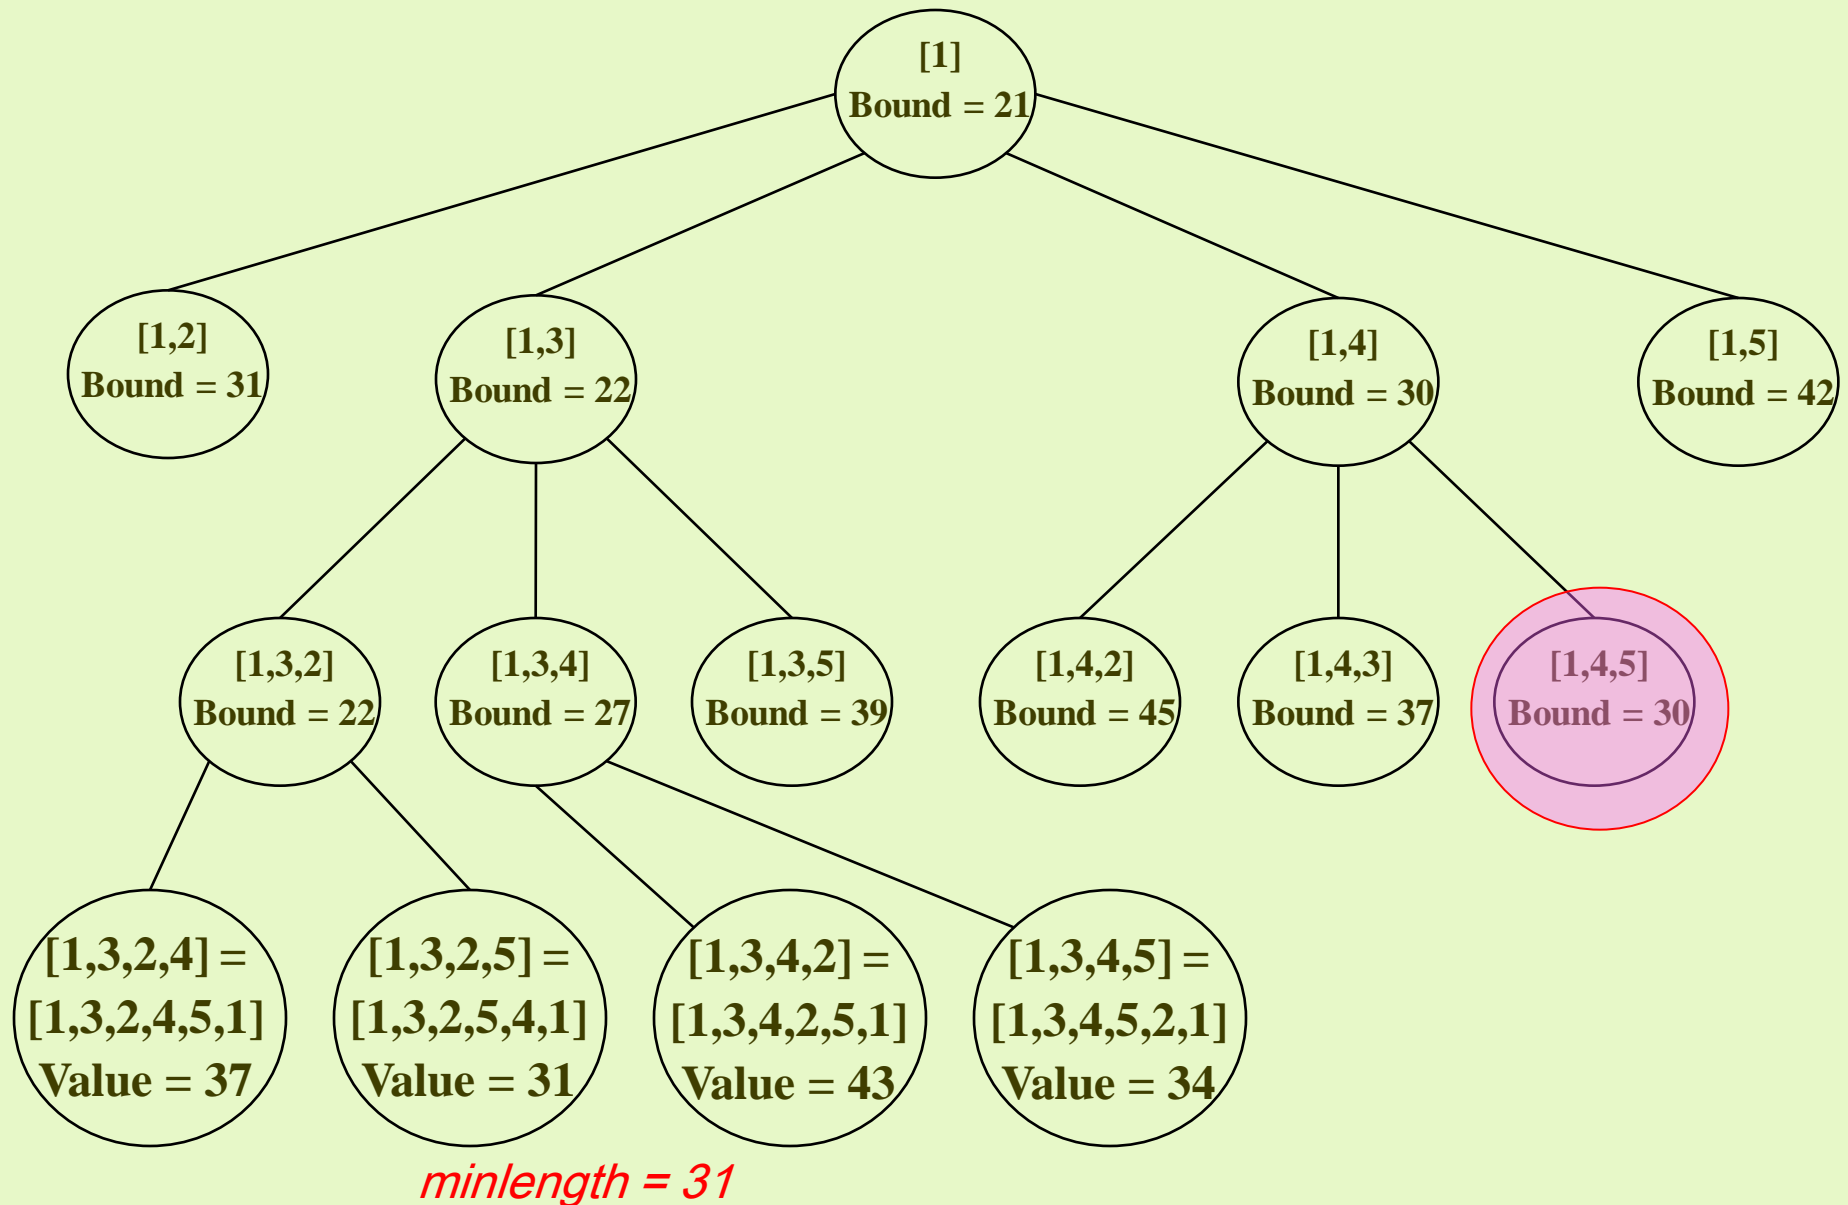 [1]
Bound = 21
[1,2]
Bound = 31
[1,3]
Bound = 22
[1,4]
Bound = 30
[1,5]
Bound = 42
[1,3,2]
Bound = 22
[1,3,4]
Bound = 27
[1,3,5]
Bound = 39
[1,4,2]
Bound = 45
[1,4,3]
Bound = 37
[1,4,5]
Bound = 30
[1,3,2,4] =
[1,3,2,4,5,1]
Value = 37
[1,3,2,5] =
[1,3,2,5,4,1]
Value = 31
[1,3,4,2] =
[1,3,4,2,5,1]
Value = 43
[1,3,4,5] =
[1,3,4,5,2,1]
Value = 34
minlength = 31